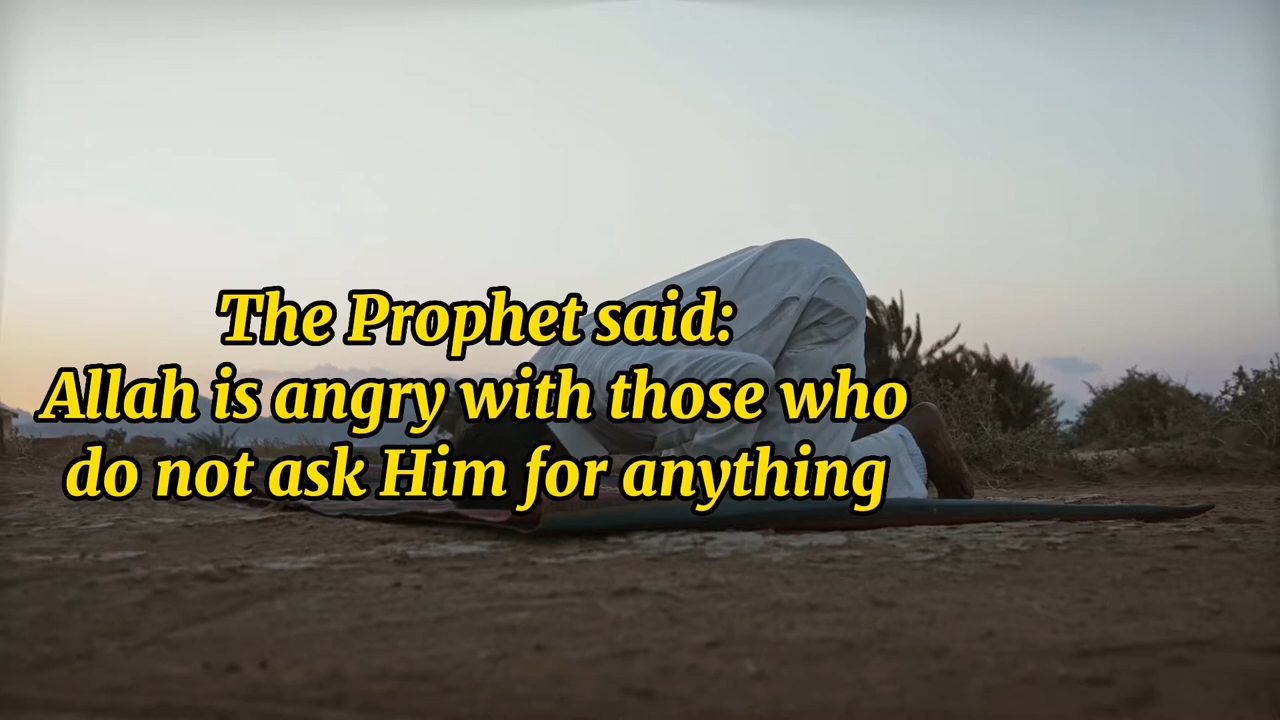 The Prophet said:
Allah is angry with those who
do not ask Him for anything